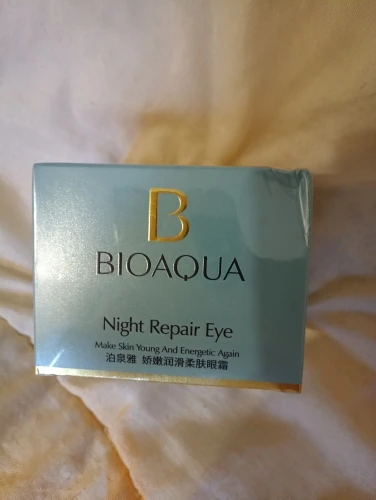 B
BIOAQUA
Night Repair Eye
Make Skin Young And Energetic Again
泊泉雅 娇嫩润滑柔肤眼霜